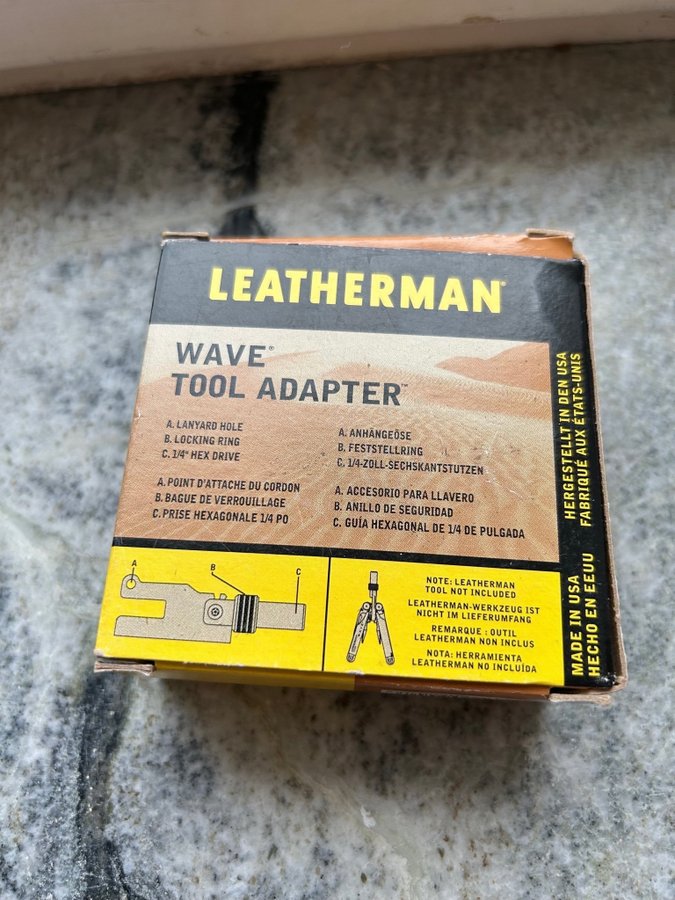 LEATHERMAN®
WAVE®
TOOL ADAPTER™
A. LANYARD HOLE
B. LOCKING RING
C. 1/4" HEX DRIVE
A. ANHÄNGEÖSE
B. FESTSTELLRING
C. 1/4-ZOLL-SECHSKANTSTUTZEN
A. POINT D'ATTACHE DU CORDON
B. BAGUE DE VERROUILLAGE
C. PRISE HEXAGONALE 1/4 PO
A. ACCESORIO PARA LLAVERO
B. ANILLO DE SEGURIDAD
C. GUÍA HEXAGONAL DE 1/4 DE PULGADA
A
B
C
NOTE: LEATHERMAN
TOOL NOT INCLUDED
LEATHERMAN-WERKZEUG IST
NICHT IM LIEFERUMFANG
REMARQUE : OUTIL
LEATHERMAN NON INCLUS
NOTA: HERRAMIENTA
LEATHERMAN NO INCLUÍDA
MADE IN USA
HECHO EN EEUU
HERGESTELLT IN DEN USA
FABRIQUÉ AUX ÉTATS-UNIS